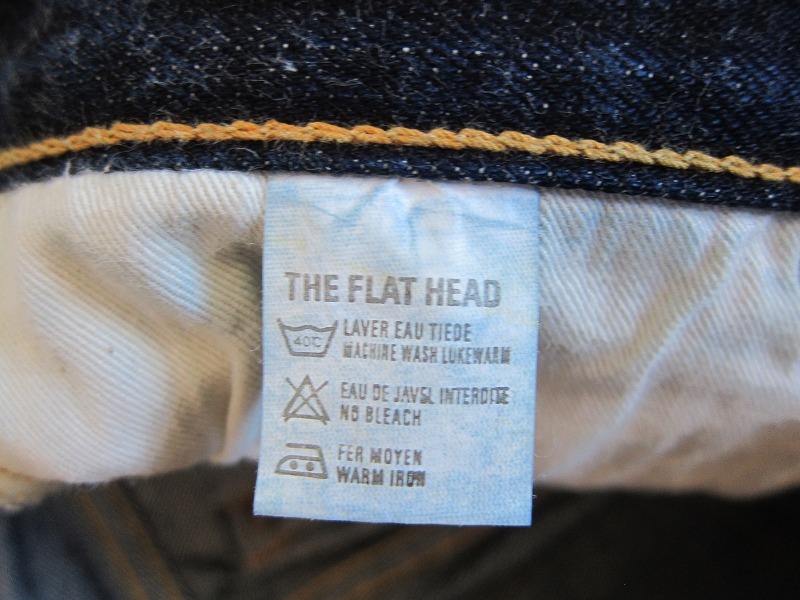 THE FLAT HEAD
40℃
LAVER EAU TIEDE
MACHINE WASH LUKEWARM
EAU DE JAVSL INTERDITE
NO BLEACH
FER MOYEN
WARM IRON